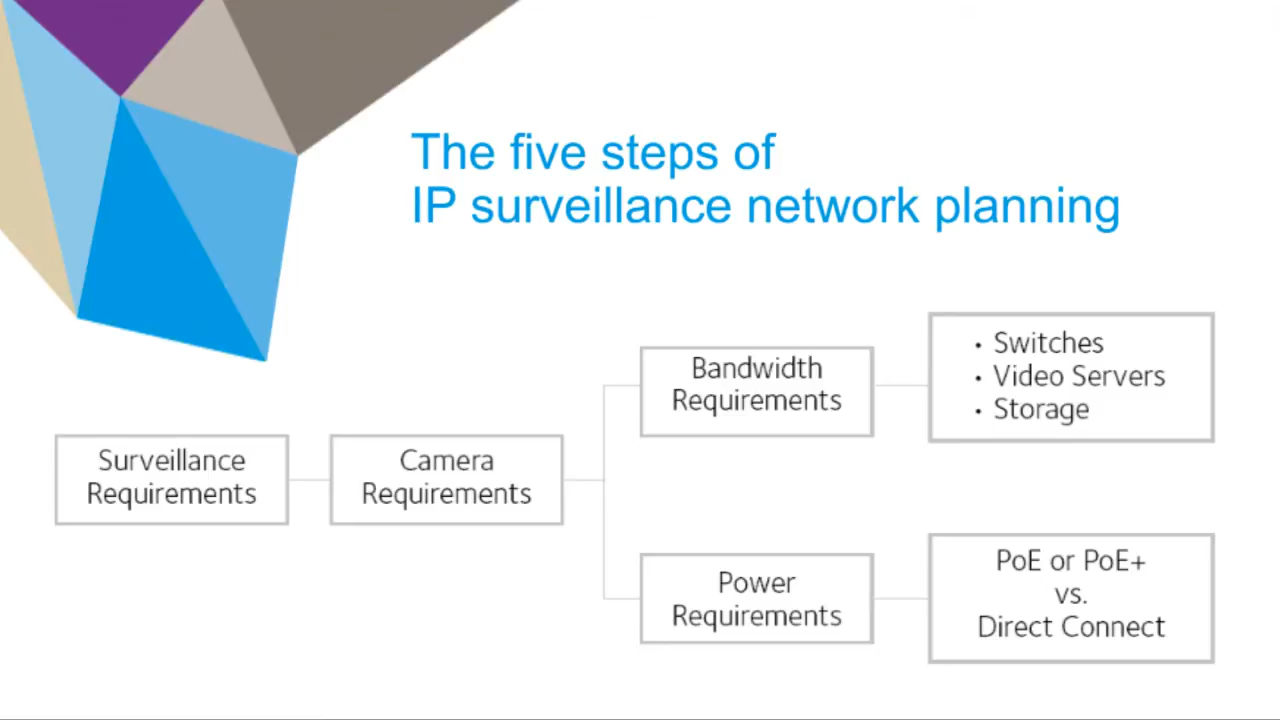 The five steps of
IP surveillance network planning
Surveillance
Requirements
Camera
Requirements
Bandwidth
Requirements
• Switches
• Video Servers
• Storage
Power
Requirements
PoE or PoE+
vs.
Direct Connect